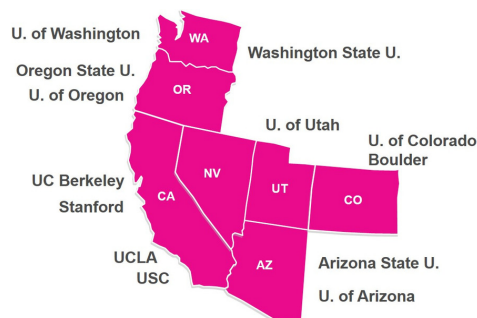 U. of Washington
WA
Washington State U.
Oregon State U.
OR
U. of Oregon
U. of Utah
U. of Colorado
Boulder
NV
UC Berkeley
UT
CA
CO
Stanford
UCLA
AZ
Arizona State U.
USC
U. of Arizona